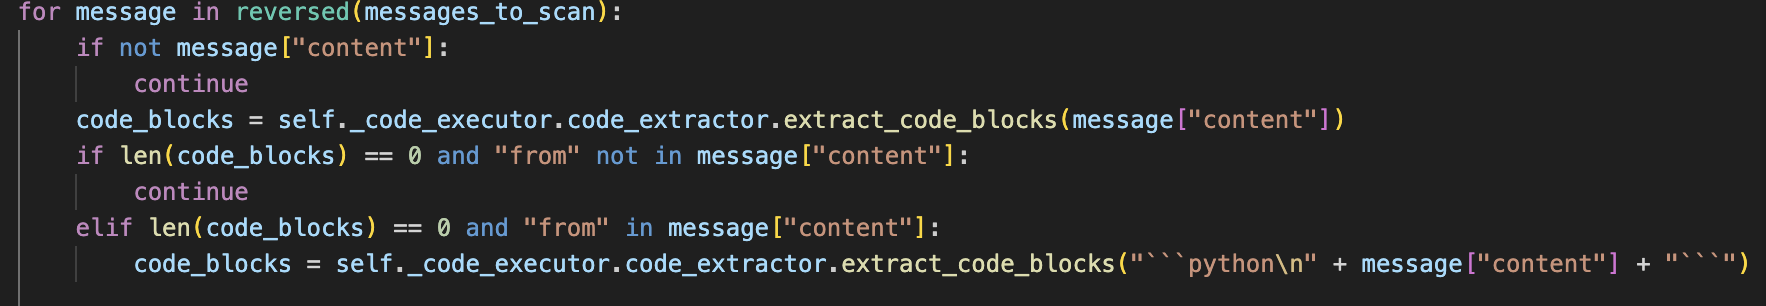 for message in reversed(messages_to_scan):
    if not message["content"]:
        continue
    code_blocks = self._code_executor.code_extractor.extract_code_blocks(message["content"])
    if len(code_blocks) == 0 and "from" not in message["content"]:
        continue
    elif len(code_blocks) == 0 and "from" in message["content"]:
        code_blocks = self._code_executor.code_extractor.extract_code_blocks("```python\n" + message["content"] + "```")